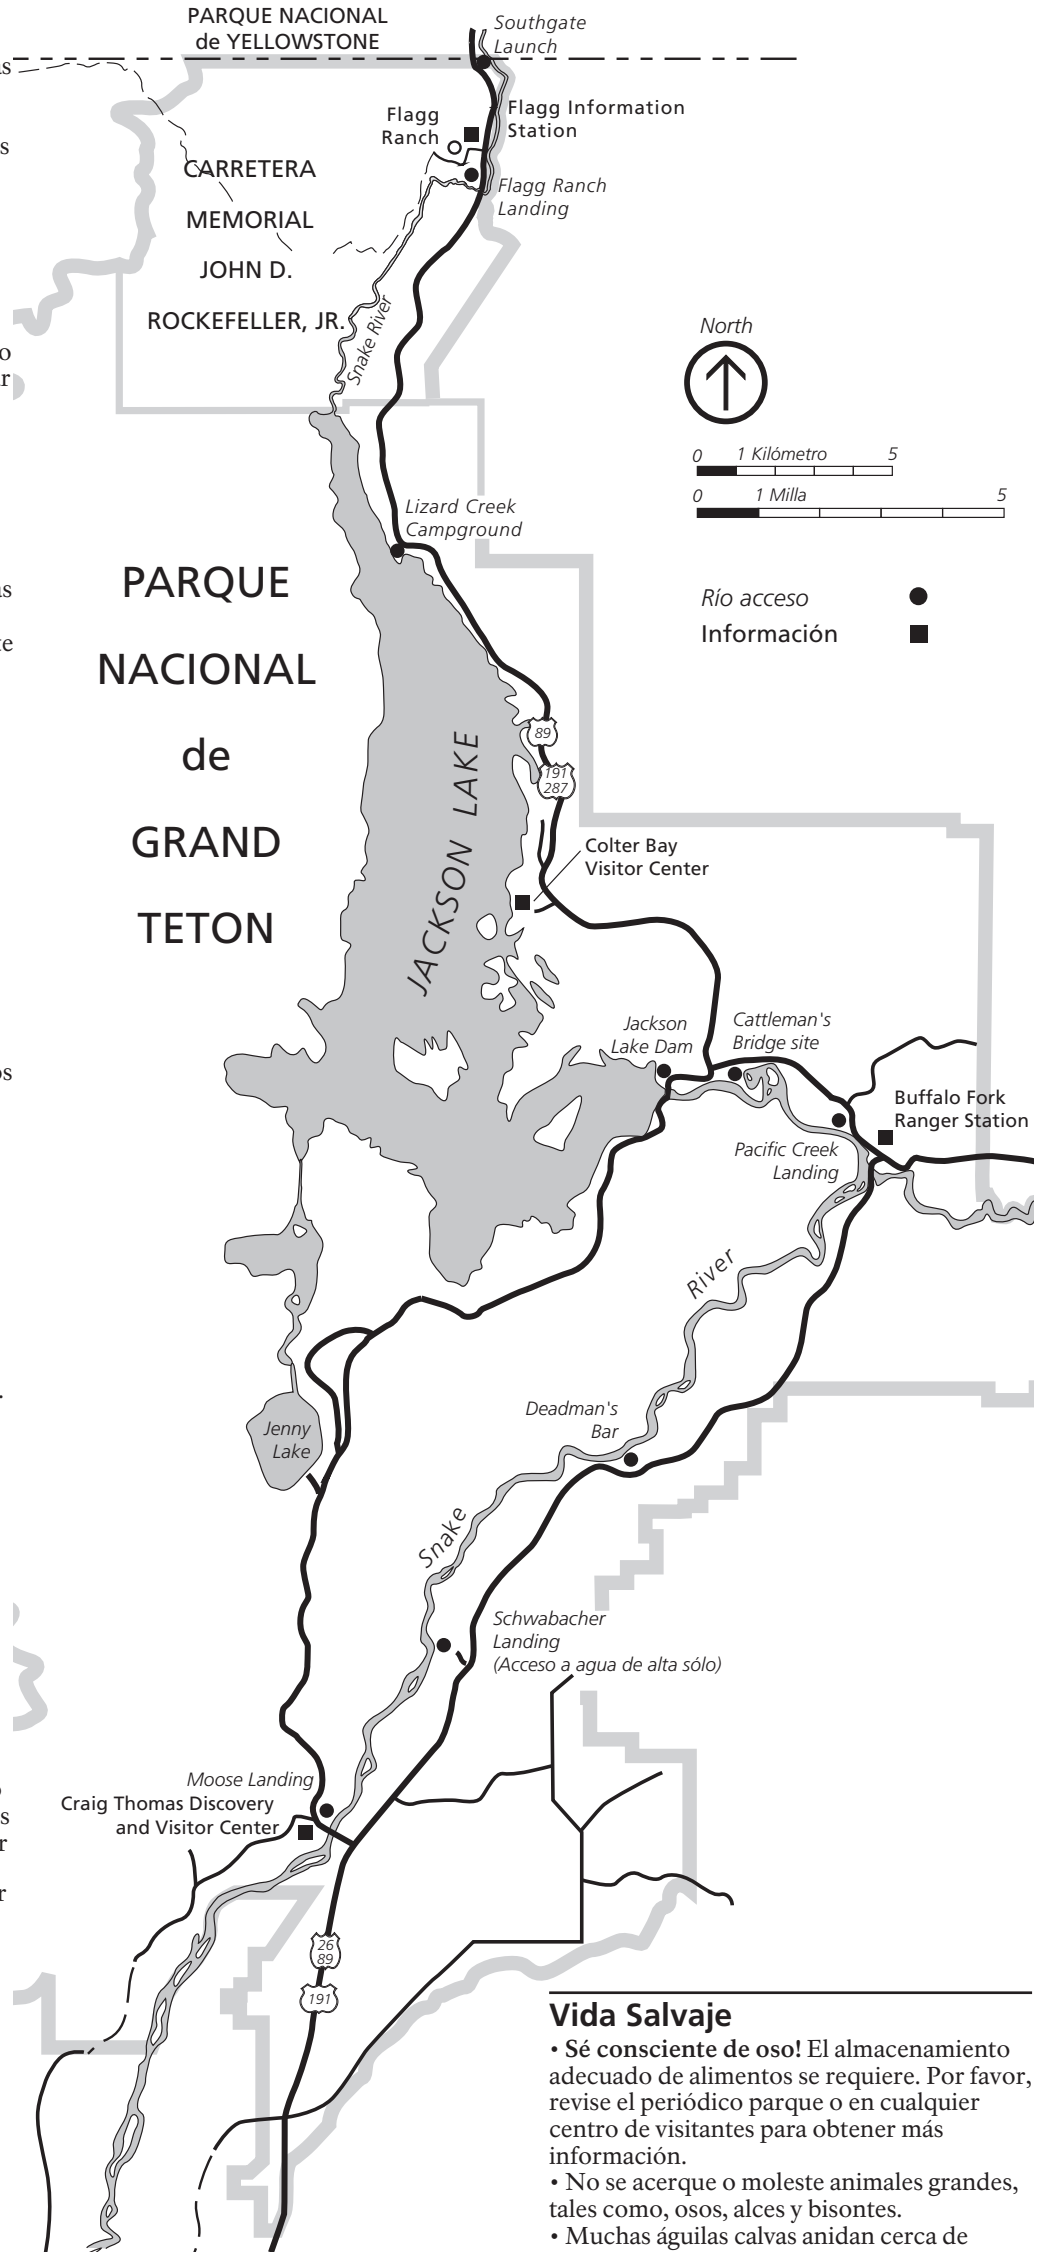 PARQUE NACIONAL
de YELLOWSTONE
Southgate
Launch
Flagg
Ranch
Flagg Information
Station
Flagg Ranch
Landing
CARRETERA
MEMORIAL
JOHN D.
ROCKEFELLER, JR.
Snake River
North
0 1 Kilómetro 5
0 1 Milla 5
Lizard Creek
Campground
Río acceso
Información
PARQUE
NACIONAL
de
GRAND
TETON
JACKSON LAKE
89
191
287
Colter Bay
Visitor Center
Jackson
Lake Dam
Cattleman's
Bridge site
Buffalo Fork
Ranger Station
Pacific Creek
Landing
River
Deadman's
Bar
Jenny
Lake
Snake
Schwabacher
Landing
(Acceso a agua de alta sólo)
Moose Landing
Craig Thomas Discovery
and Visitor Center
26
89
191
Vida Salvaje
• Sé consciente de oso! El almacenamiento
adecuado de alimentos se requiere. Por favor,
revise el periódico parque o en cualquier
centro de visitantes para obtener más
información.
• No se acerque o moleste animales grandes,
tales como, osos, alces y bisontes.
• Muchas águilas calvas anidan cerca de